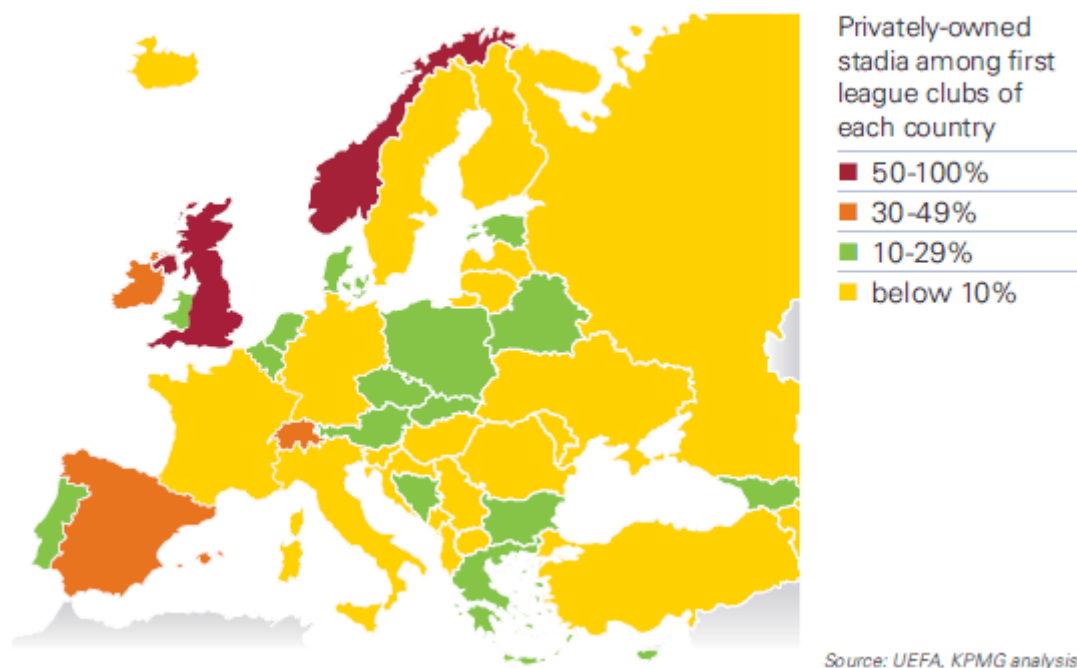 Privately-owned
stadia among first
league clubs of
each country
50-100%
30-49%
10-29%
below 10%
Source: UEFA, KPMG analysis